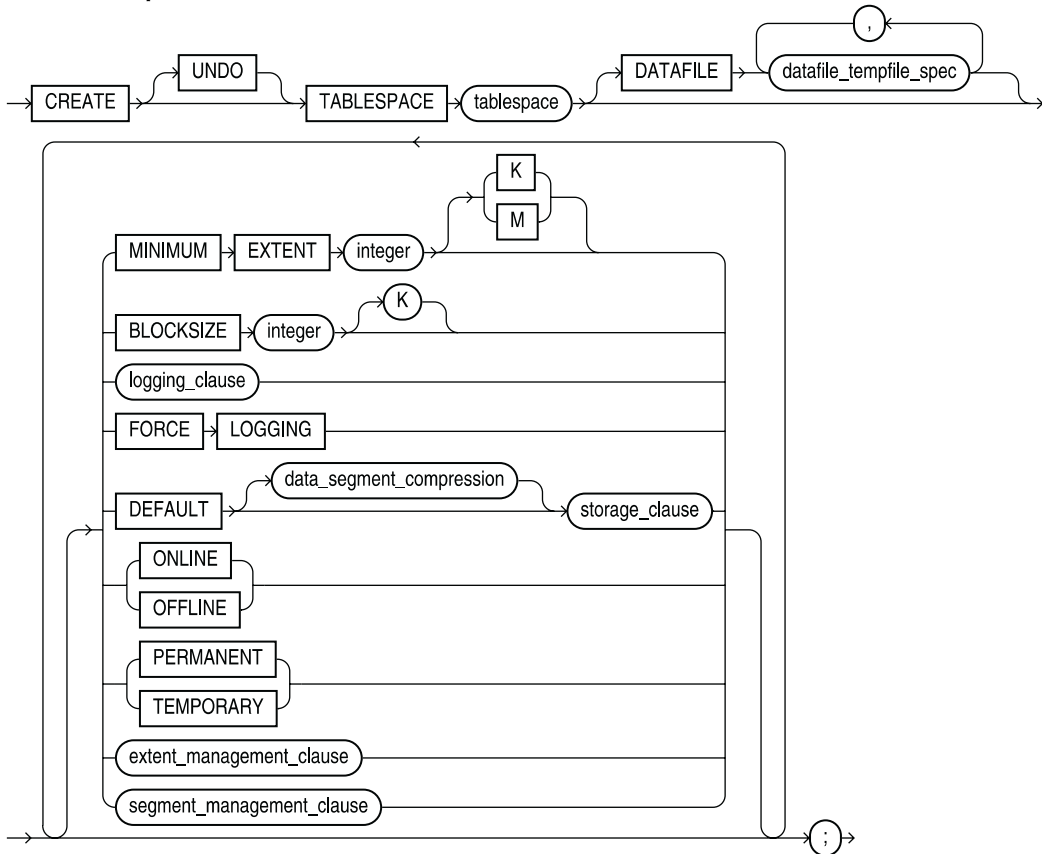 ,
UNDO DATAFILE datafile_tempfile_spec
CREATE TABLESPACE tablespace
K
M
MINIMUM EXTENT integer
K
BLOCKSIZE integer
logging_clause
FORCE LOGGING
data_segment_compression
DEFAULT storage_clause
ONLINE
OFFLINE
PERMANENT
TEMPORARY
extent_management_clause
segment_management_clause
;